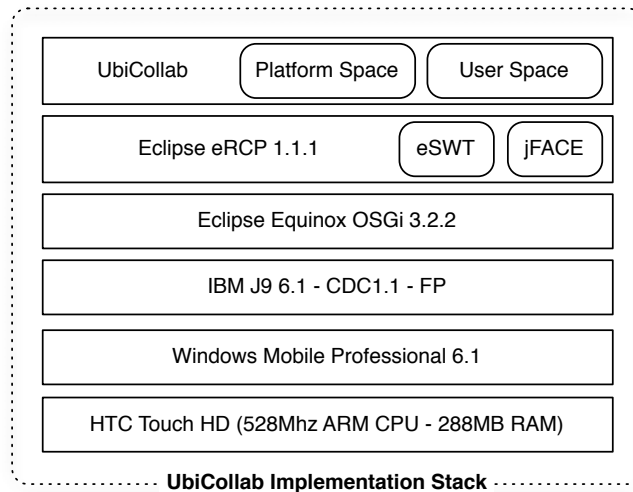 UbiCollab Platform Space User Space
Eclipse eRCP 1.1.1 eSWT jFACE
Eclipse Equinox OSGi 3.2.2
IBM J9 6.1 - CDC1.1 - FP
Windows Mobile Professional 6.1
HTC Touch HD (528Mhz ARM CPU - 288MB RAM)
UbiCollab Implementation Stack